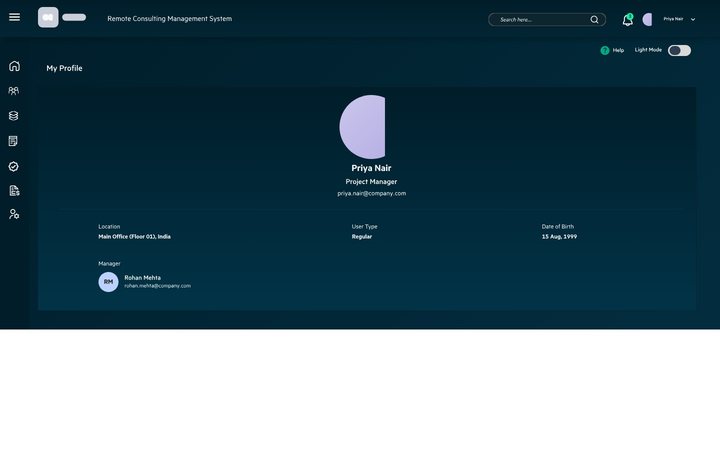 Remote Consulting Management System
Search here...
Priya Nair
Help
Light Mode
My Profile
Priya Nair
Project Manager
priya.nair@company.com
Location
User Type
Date of Birth
Main Office (Floor 01), India
Regular
15 Aug, 1999
Manager
RM
Rohan Mehta
rohan.mehta@company.com